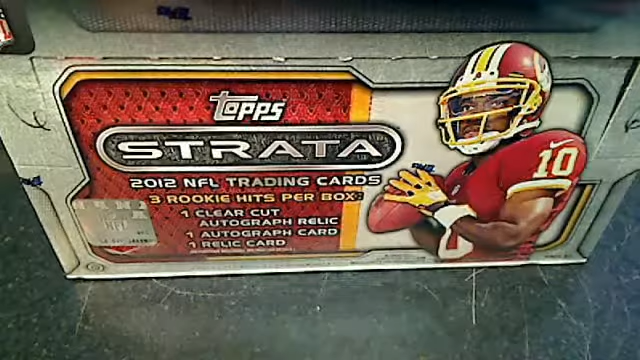 TOPPS
STRATA
2012 NFL TRADING CARDS
3 ROOKIE HITS PER BOX:
1 CLEAR CUT
AUTOGRAPH RELIC
1 AUTOGRAPH CARD
1 RELIC CARD
10